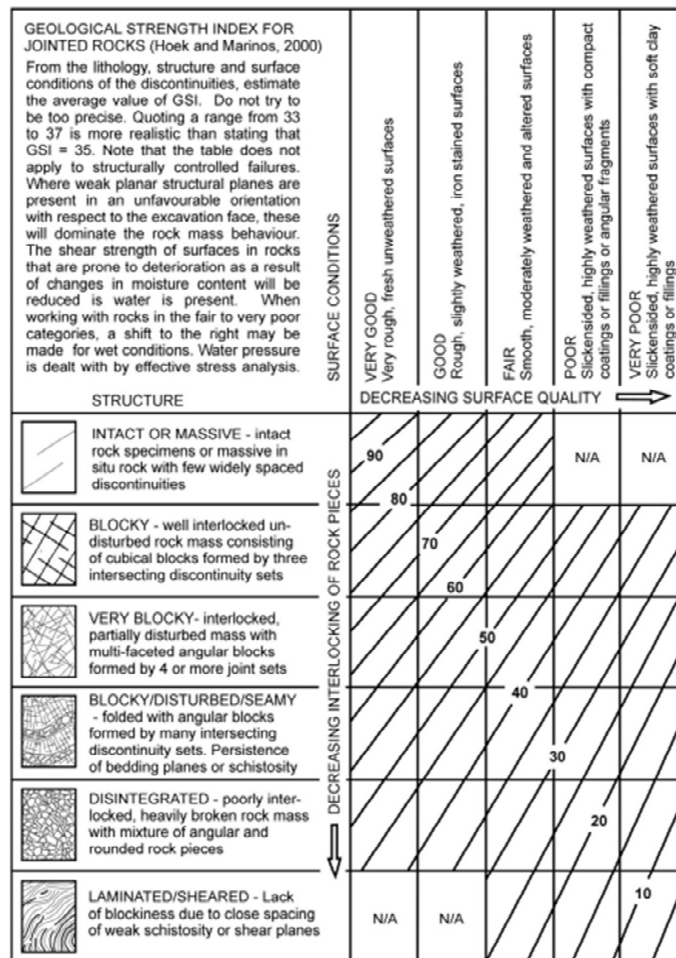 GEOLOGICAL STRENGTH INDEX FOR
JOINTED ROCKS (Hoek and Marinos, 2000)
From the lithology, structure and surface
conditions of the discontinuities, estimate
the average value of GSI. Do not try to
be too precise. Quoting a range from 33
to 37 is more realistic than stating that
GSI = 35. Note that the table does not
apply to structurally controlled failures.
Where weak planar structural planes are
present in an unfavourable orientation
with respect to the excavation face, these
will dominate the rock mass behaviour.
The shear strength of surfaces in rocks
that are prone to deterioration as a result
of changes in moisture content will be
reduced is water is present. When
working with rocks in the fair to very poor
categories, a shift to the right may be
made for wet conditions. Water pressure
is dealt with by effective stress analysis.
STRUCTURE
SURFACE CONDITIONS
VERY GOOD
Very rough, fresh unweathered surfaces
GOOD
Rough, slightly weathered, iron stained surfaces
FAIR
Smooth, moderately weathered and altered surfaces
POOR
Slickensided, highly weathered surfaces with compact
coatings or fillings or angular fragments
VERY POOR
Slickensided, highly weathered surfaces with soft clay
coatings or fillings
DECREASING SURFACE QUALITY
DECREASING INTERLOCKING OF ROCK PIECES
INTACT OR MASSIVE - intact
rock specimens or massive in
situ rock with few widely spaced
discontinuities
90
80
N/A
N/A
BLOCKY - well interlocked un-
disturbed rock mass consisting
of cubical blocks formed by three
intersecting discontinuity sets
70
60
VERY BLOCKY- interlocked,
partially disturbed mass with
multi-faceted angular blocks
formed by 4 or more joint sets
50
BLOCKY/DISTURBED/SEAMY
- folded with angular blocks
formed by many intersecting
discontinuity sets. Persistence
of bedding planes or schistosity
40
30
DISINTEGRATED - poorly inter-
locked, heavily broken rock mass
with mixture of angular and
rounded rock pieces
20
LAMINATED/SHEARED - Lack
of blockiness due to close spacing
of weak schistosity or shear planes
N/A
N/A
10